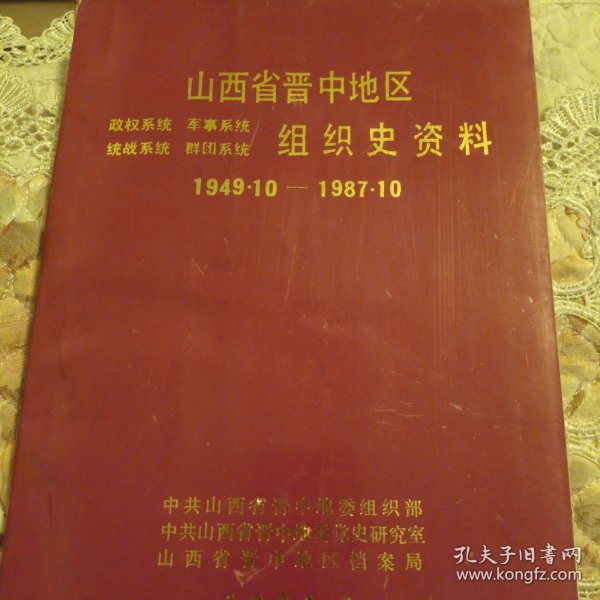 山西省晋中地区
政权系统 军事系统
统战系统 群团系统 组织史资料
1949·10—1987·10
中共山西省晋中地委组织部
中共山西省晋中地委党史研究室
山西省晋中地区档案局
孔夫子旧书网
www.kongfz.com